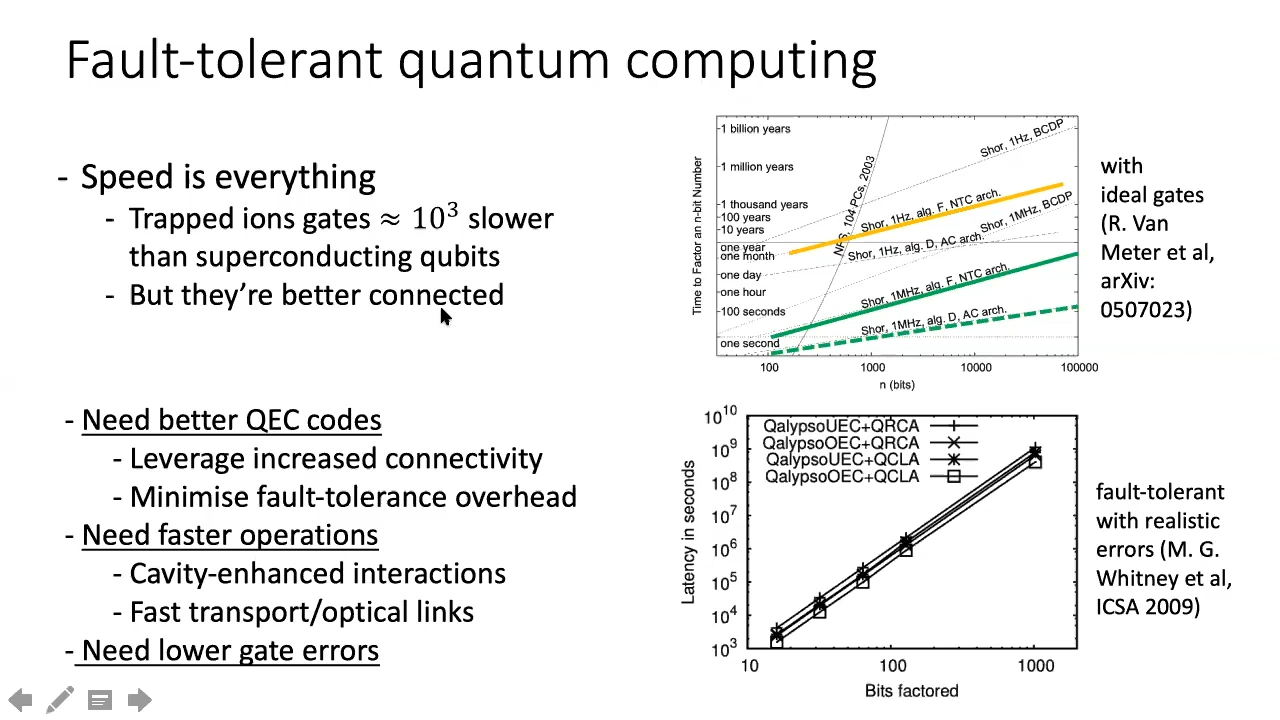 Fault-tolerant quantum computing
- Speed is everything
- Trapped ions gates ≈ 10³ slower
than superconducting qubits
- But they're better connected
- Need better QEC codes
- Leverage increased connectivity
- Minimise fault-tolerance overhead
- Need faster operations
- Cavity-enhanced interactions
- Fast transport/optical links
- Need lower gate errors
Time to Factor an n-bit Number
1 billion years
1 million years
1 thousand years
100 years
10 years
one year
one month
one day
one hour
100 seconds
one second
NFS, 104 PCs, 2003
Shor, 1Hz, BCDP
Shor, 1Hz, alg. F, NTC arch.
Shor, 1MHz, BCDP
Shor, 1Hz, alg. D, AC arch.
Shor, 1MHz, alg. F, NTC arch.
Shor, 1MHz, alg. D, AC arch.
100 1000 10000 100000
n (bits)
with
ideal gates
(R. Van
Meter et al,
arXiv:
0507023)
Latency in seconds
10¹⁰
10⁹
10⁸
10⁷
10⁶
10⁵
10⁴
10³
QalypsoUEC+QRCA
QalypsoOEC+QRCA
QalypsoUEC+QCLA
QalypsoOEC+QCLA
10 100 1000
Bits factored
fault-tolerant
with realistic
errors (M. G.
Whitney et al,
ICSA 2009)